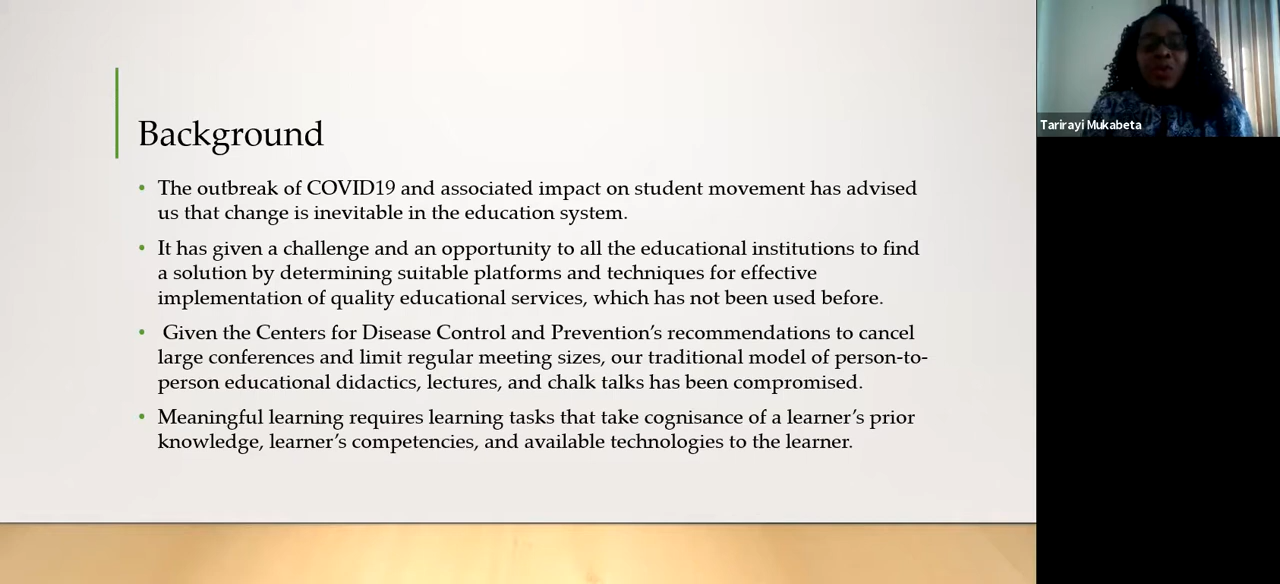 Background
• The outbreak of COVID19 and associated impact on student movement has advised
us that change is inevitable in the education system.
• It has given a challenge and an opportunity to all the educational institutions to find
a solution by determining suitable platforms and techniques for effective
implementation of quality educational services, which has not been used before.
• Given the Centers for Disease Control and Prevention’s recommendations to cancel
large conferences and limit regular meeting sizes, our traditional model of person-to-
person educational didactics, lectures, and chalk talks has been compromised.
• Meaningful learning requires learning tasks that take cognisance of a learner’s prior
knowledge, learner’s competencies, and available technologies to the learner.
Tarirayi Mukabeta